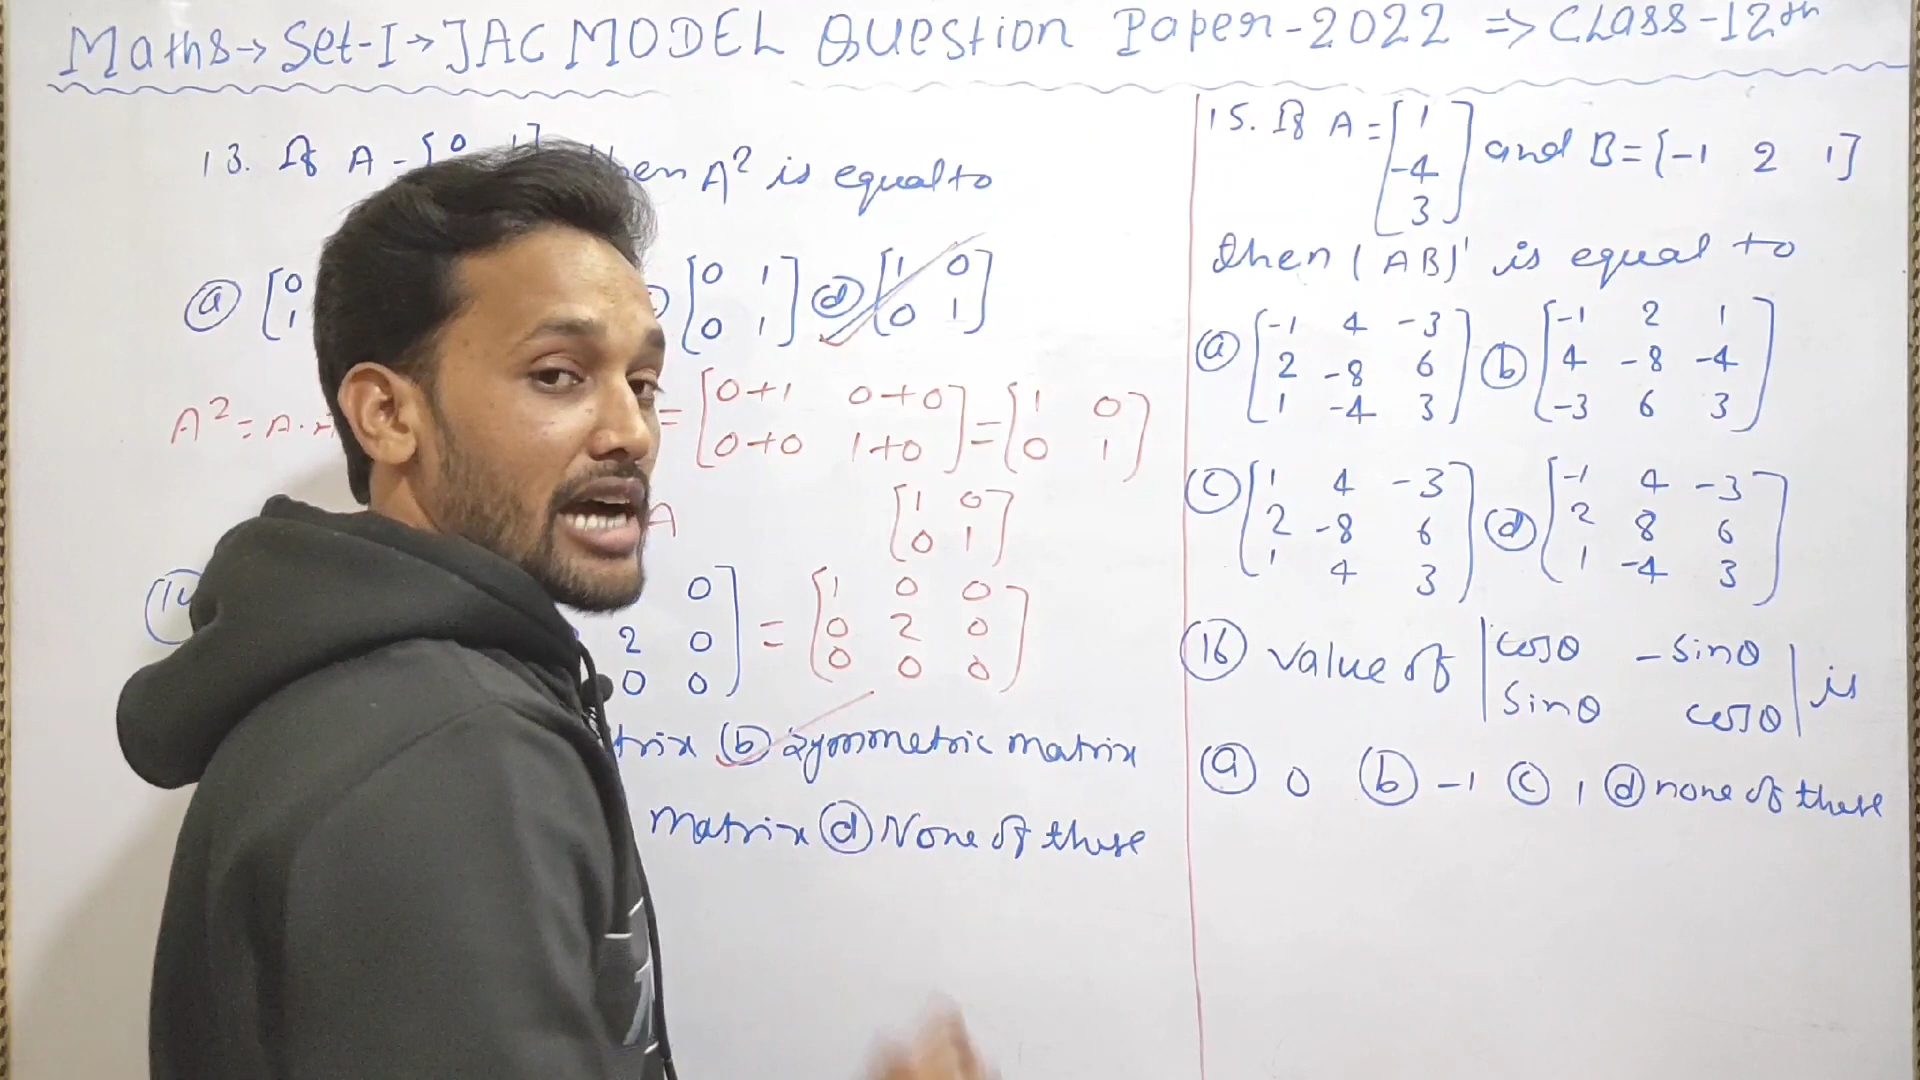 Maths → Set-I → JAC MODEL QUEStion Paper-2022 ⇒ CLASS-12th
13. If A = [0 1] then A² is equal to
ⓐ [0
1
[0 1
0 1] ⓓ [1 0
0 1]
A² = A.A = [0+1 0+0
0+0 1+0] = [1 0
0 1]
A [1 0
0 1]
0
2 0
0 0] = [1 0 0
0 2 0
0 0 0]
ⓑ symmetric matrix
matrix ⓓ None of these
15. If A = [1
-4
3] and B = [-1 2 1]
then (AB)' is equal to
ⓐ [-1 4 -3
2 -8 6
1 -4 3] ⓑ [-1 2 1
4 -8 -4
-3 6 3]
ⓒ [1 4 -3
2 -8 6
1 4 3] ⓓ [-1 4 -3
2 8 6
1 -4 3]
⑯ value of |cosθ -sinθ
sinθ cosθ| is
ⓐ 0 ⓑ -1 ⓒ 1 ⓓ none of these